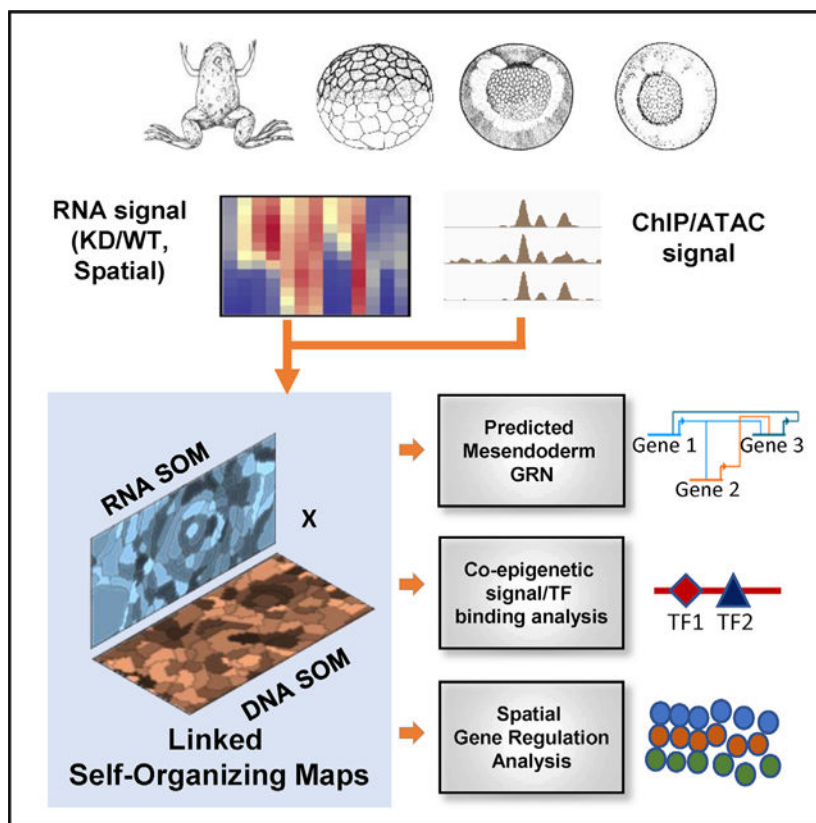 RNA signal
(KD/WT,
Spatial)
ChIP/ATAC
signal
RNA SOM
X
DNA SOM
Linked
Self-Organizing Maps
Predicted
Mesendoderm
GRN
Gene 1
Gene 3
Gene 2
Co-epigenetic
signal/TF
binding analysis
TF1 TF2
Spatial
Gene Regulation
Analysis